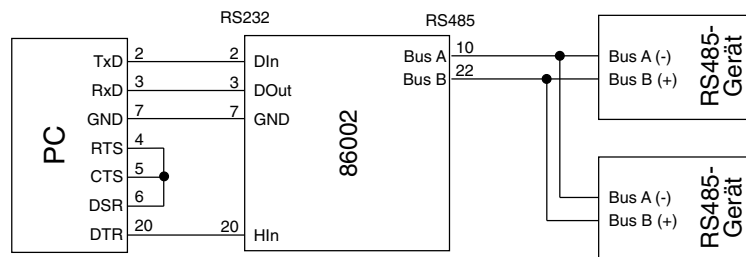 RS232
RS485
PC
TxD 2
RxD 3
GND 7
RTS 4
CTS 5
DSR 6
DTR 20
2 DIn
3 DOut
7 GND
20 HIn
86002
Bus A 10
Bus B 22
Bus A (-)
Bus B (+)
RS485-
Gerät
Bus A (-)
Bus B (+)
RS485-
Gerät